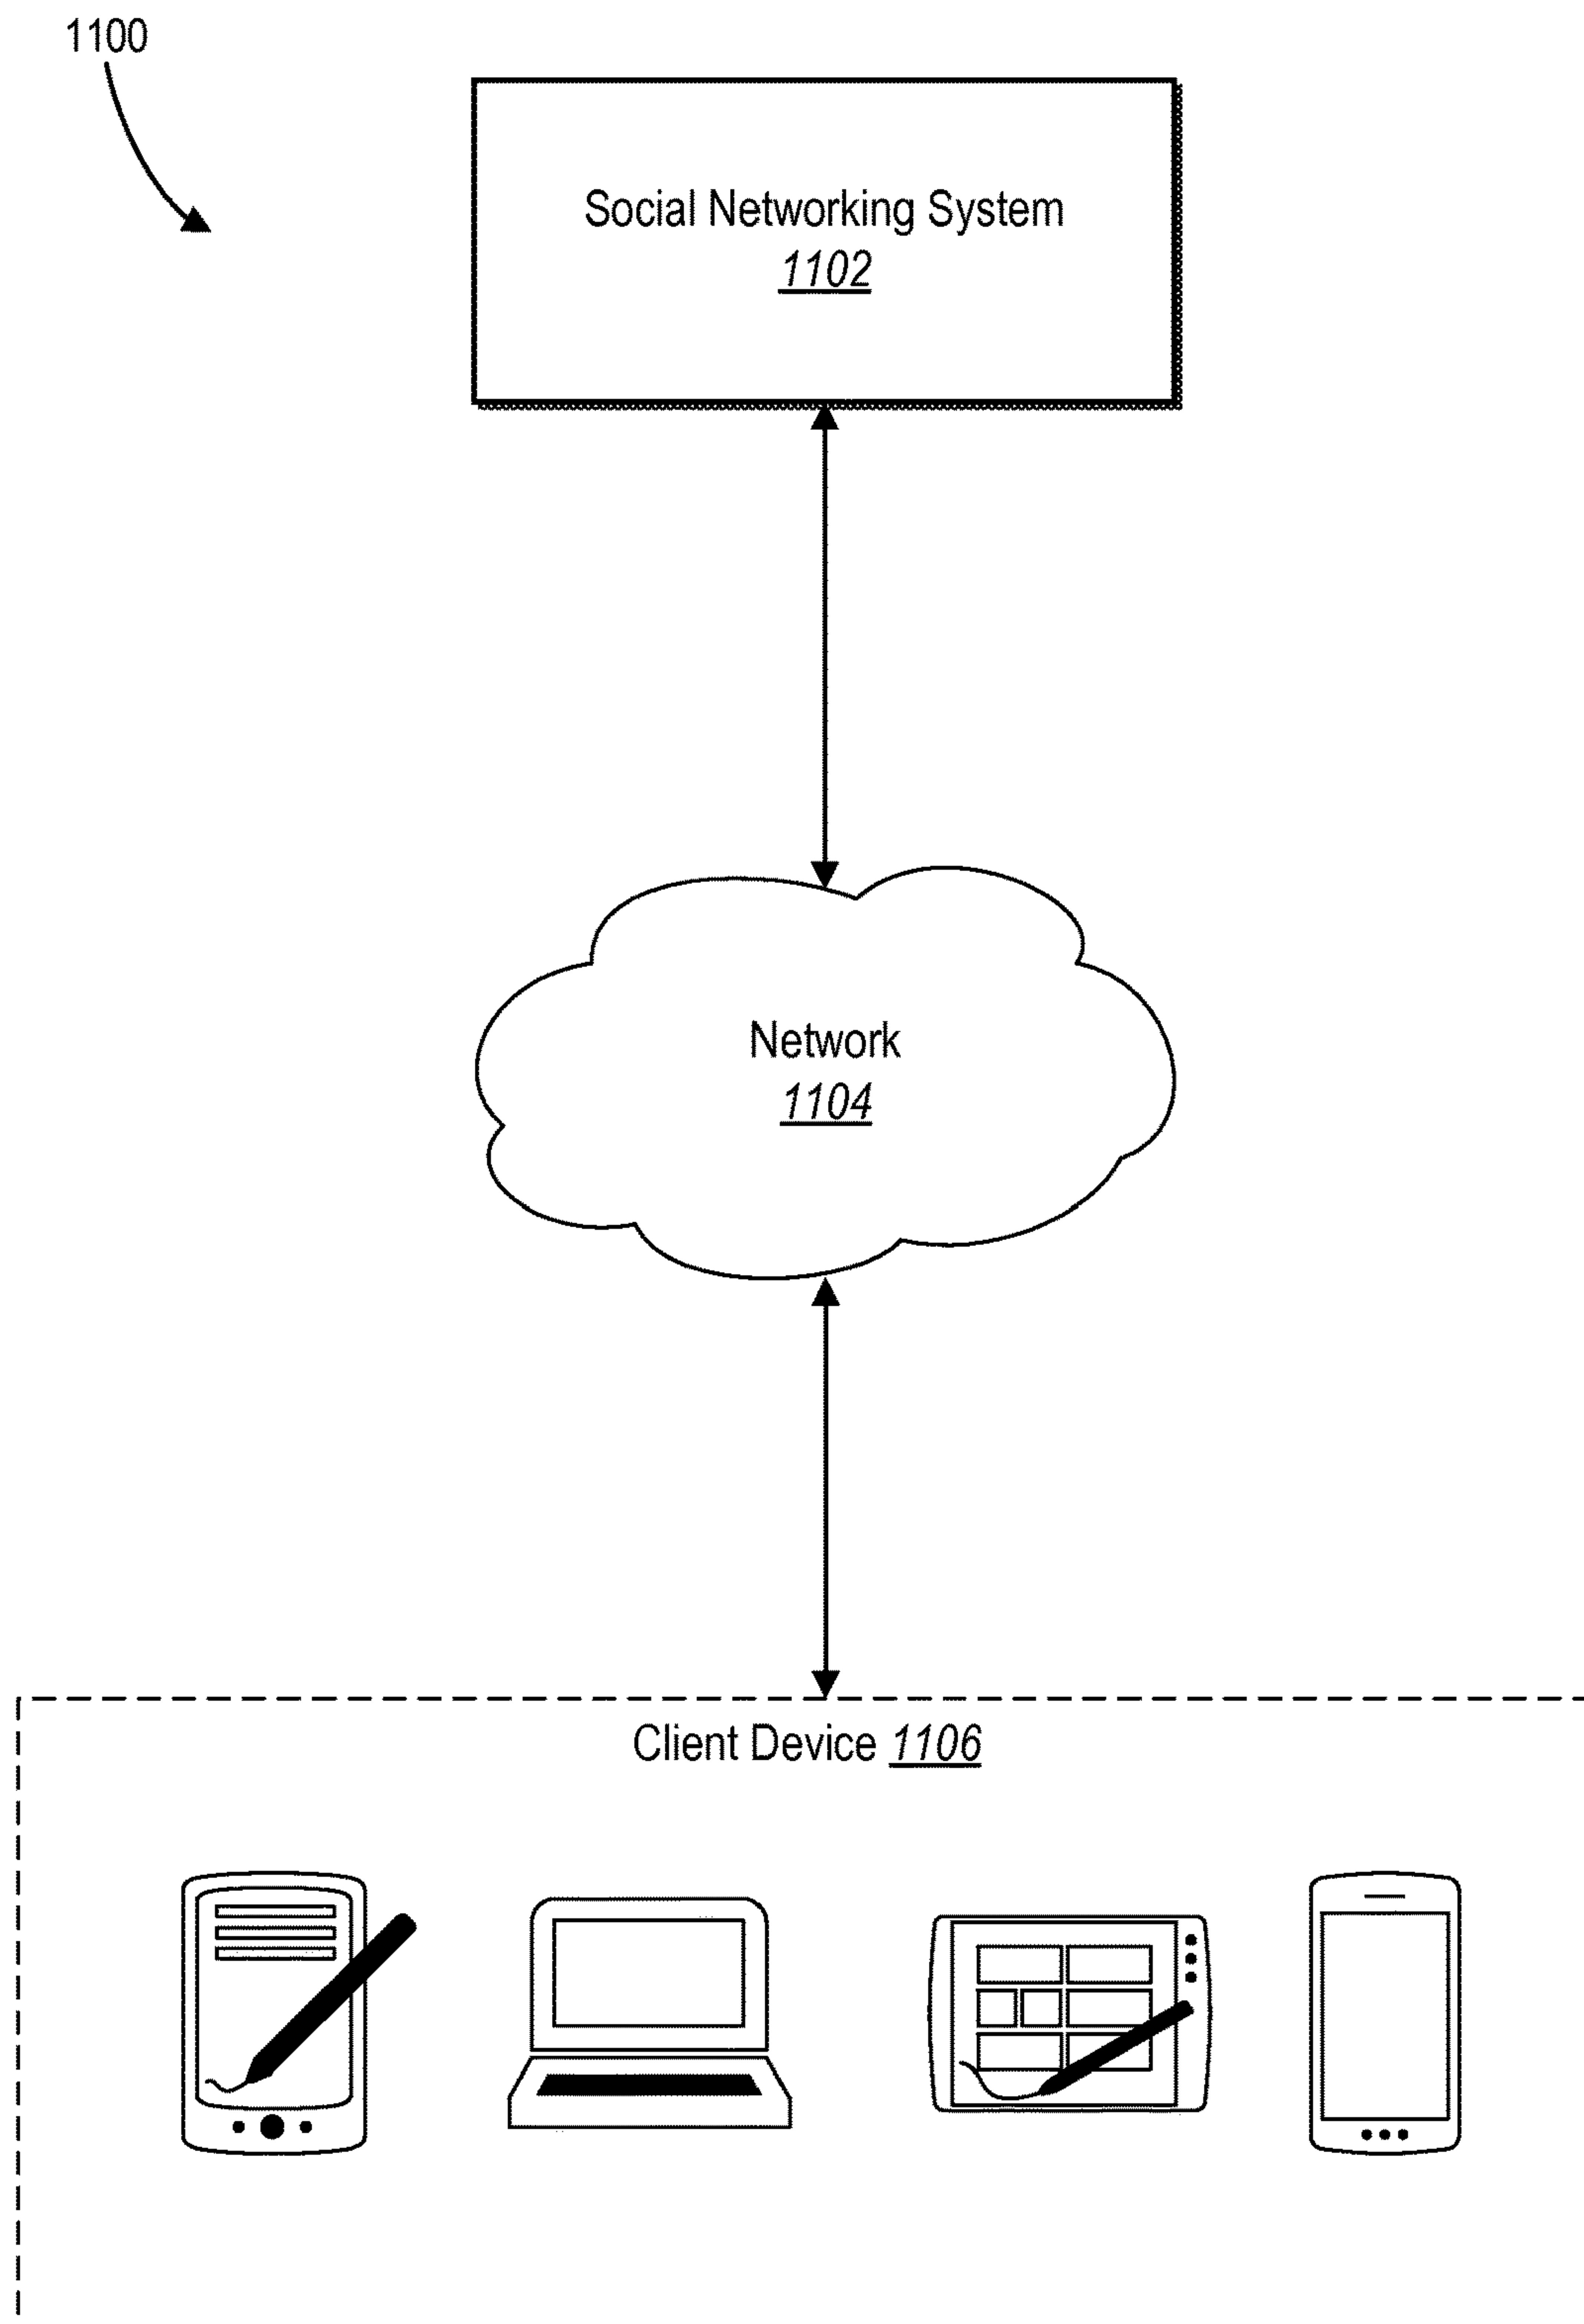 1100
Social Networking System
1102
Network
1104
Client Device 1106